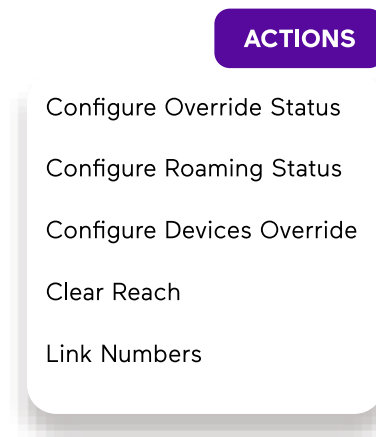 ACTIONS
Configure Override Status
Configure Roaming Status
Configure Devices Override
Clear Reach
Link Numbers